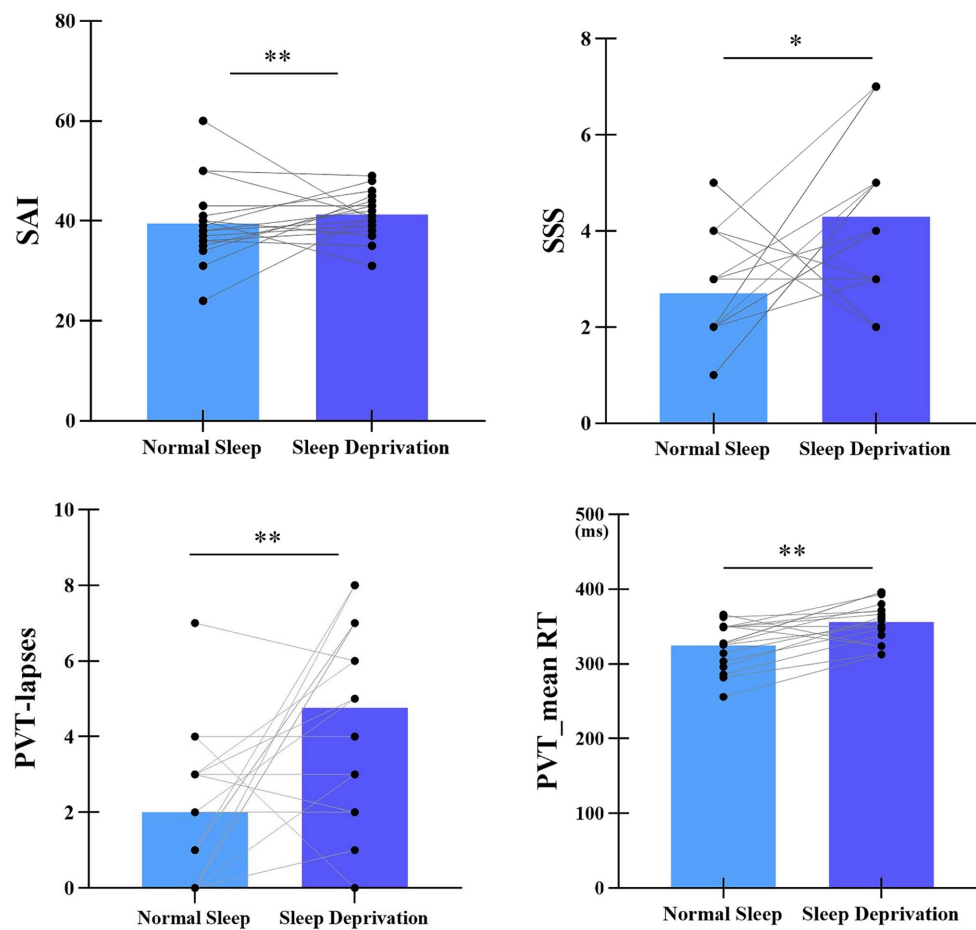 80
**
60
SAI
40
20
0
Normal Sleep Sleep Deprivation
8
*
6
SSS
4
2
0
Normal Sleep Sleep Deprivation
10
**
8
PVT-lapses
6
4
2
0
Normal Sleep Sleep Deprivation
500
(ms)
**
400
PVT_mean RT
300
200
100
0
Normal Sleep Sleep Deprivation